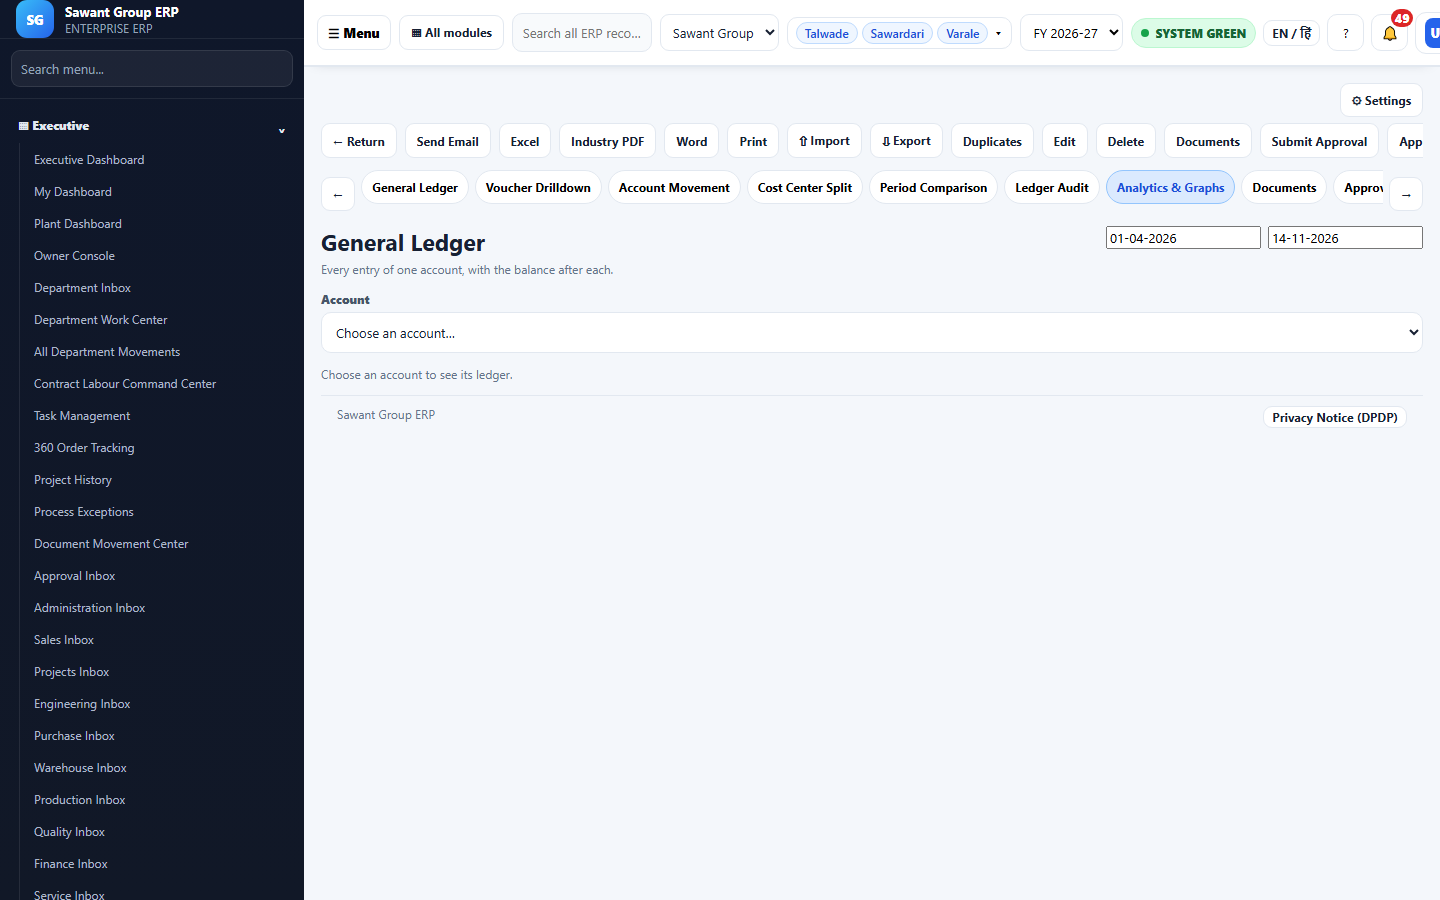 SG Sawant Group ERP
ENTERPRISE ERP
☰ Menu
All modules
Search all ERP reco...
Sawant Group
Talwade Sawardari Varale
FY 2026-27
SYSTEM GREEN
EN / हिं
?
49
U
Search menu...
Executive
Executive Dashboard
My Dashboard
Plant Dashboard
Owner Console
Department Inbox
Department Work Center
All Department Movements
Contract Labour Command Center
Task Management
360 Order Tracking
Project History
Process Exceptions
Document Movement Center
Approval Inbox
Administration Inbox
Sales Inbox
Projects Inbox
Engineering Inbox
Purchase Inbox
Warehouse Inbox
Production Inbox
Quality Inbox
Finance Inbox
Service Inbox
⚙ Settings
← Return Send Email Excel Industry PDF Word Print ⇧ Import ⇩ Export Duplicates Edit Delete Documents Submit Approval App
← General Ledger Voucher Drilldown Account Movement Cost Center Split Period Comparison Ledger Audit Analytics & Graphs Documents Approv →
General Ledger
01-04-2026 14-11-2026
Every entry of one account, with the balance after each.
Account
Choose an account...
Choose an account to see its ledger.
Sawant Group ERP
Privacy Notice (DPDP)